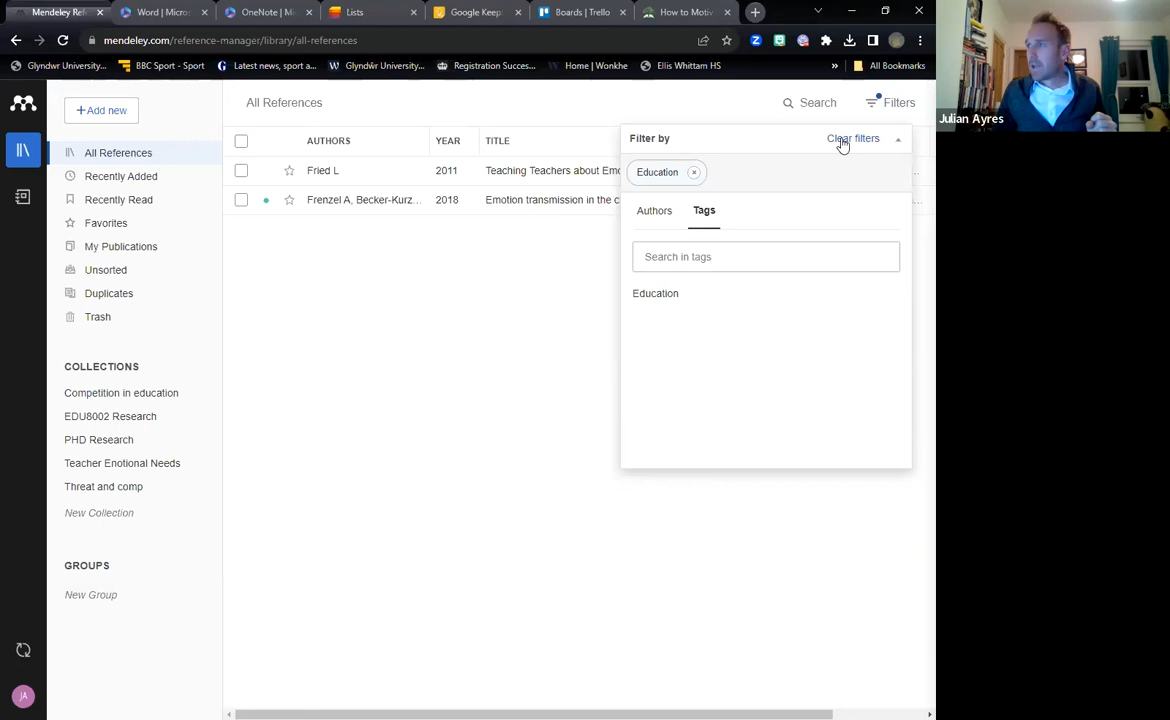 Mendeley Ref
Word | Micros
OneNote | Mi
Lists
Google Keep
Boards | Trello
How to Motiv
mendeley.com/reference-manager/library/all-references
Glyndwr University...
BBC Sport - Sport
Latest news, sport a...
Glyndŵr University...
Registration Succes...
Home | Wonkhe
Ellis Whittam HS
»
All Bookmarks
Julian Ayres
+Add new
All References
Search
Filters
All References
Recently Added
Recently Read
Favorites
My Publications
Unsorted
Duplicates
Trash
COLLECTIONS
Competition in education
EDU8002 Research
PHD Research
Teacher Emotional Needs
Threat and comp
New Collection
GROUPS
New Group
JA
AUTHORS
YEAR
TITLE
Fried L
2011
Teaching Teachers about Emo
Frenzel A, Becker-Kurz...
2018
Emotion transmission in the c
Filter by
Clear filters
Education
Authors
Tags
Search in tags
Education